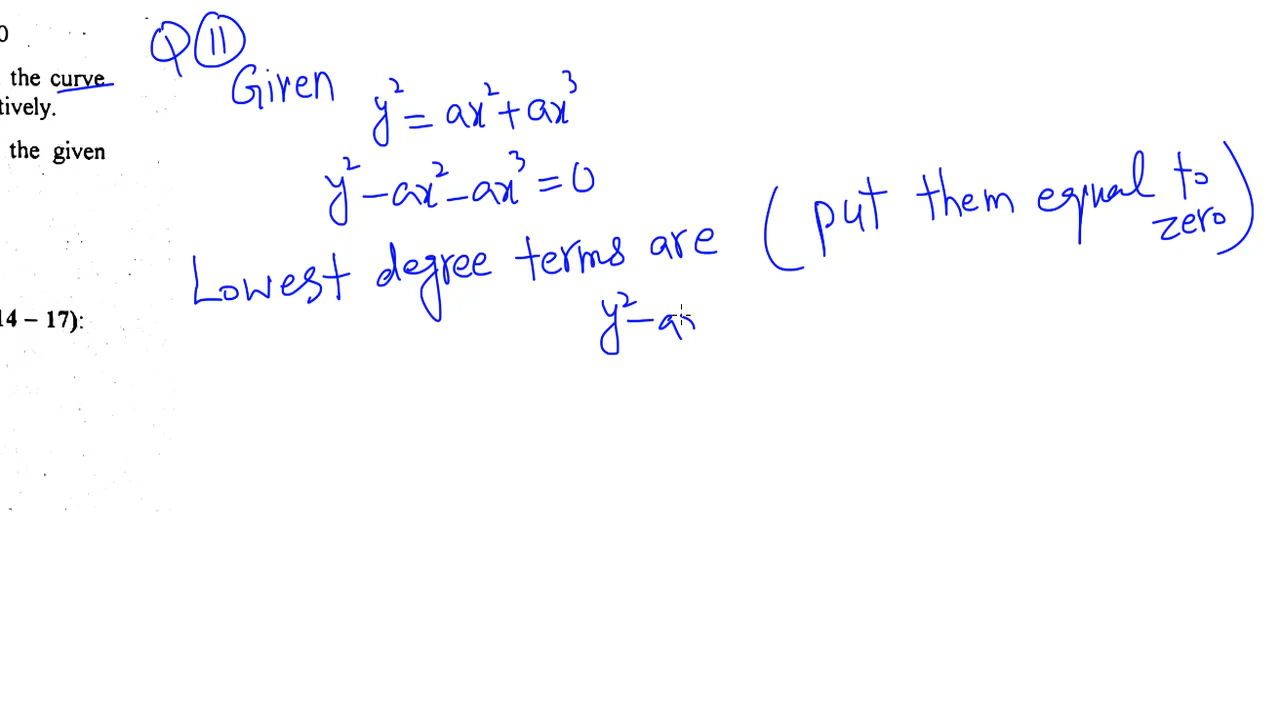 0
the curve
tively.
the given
14 – 17):
Q 11
Given y² = ax² + ax³
y² – ax² – ax³ = 0
Lowest degree terms are ( put them equal to zero )
y² – ax